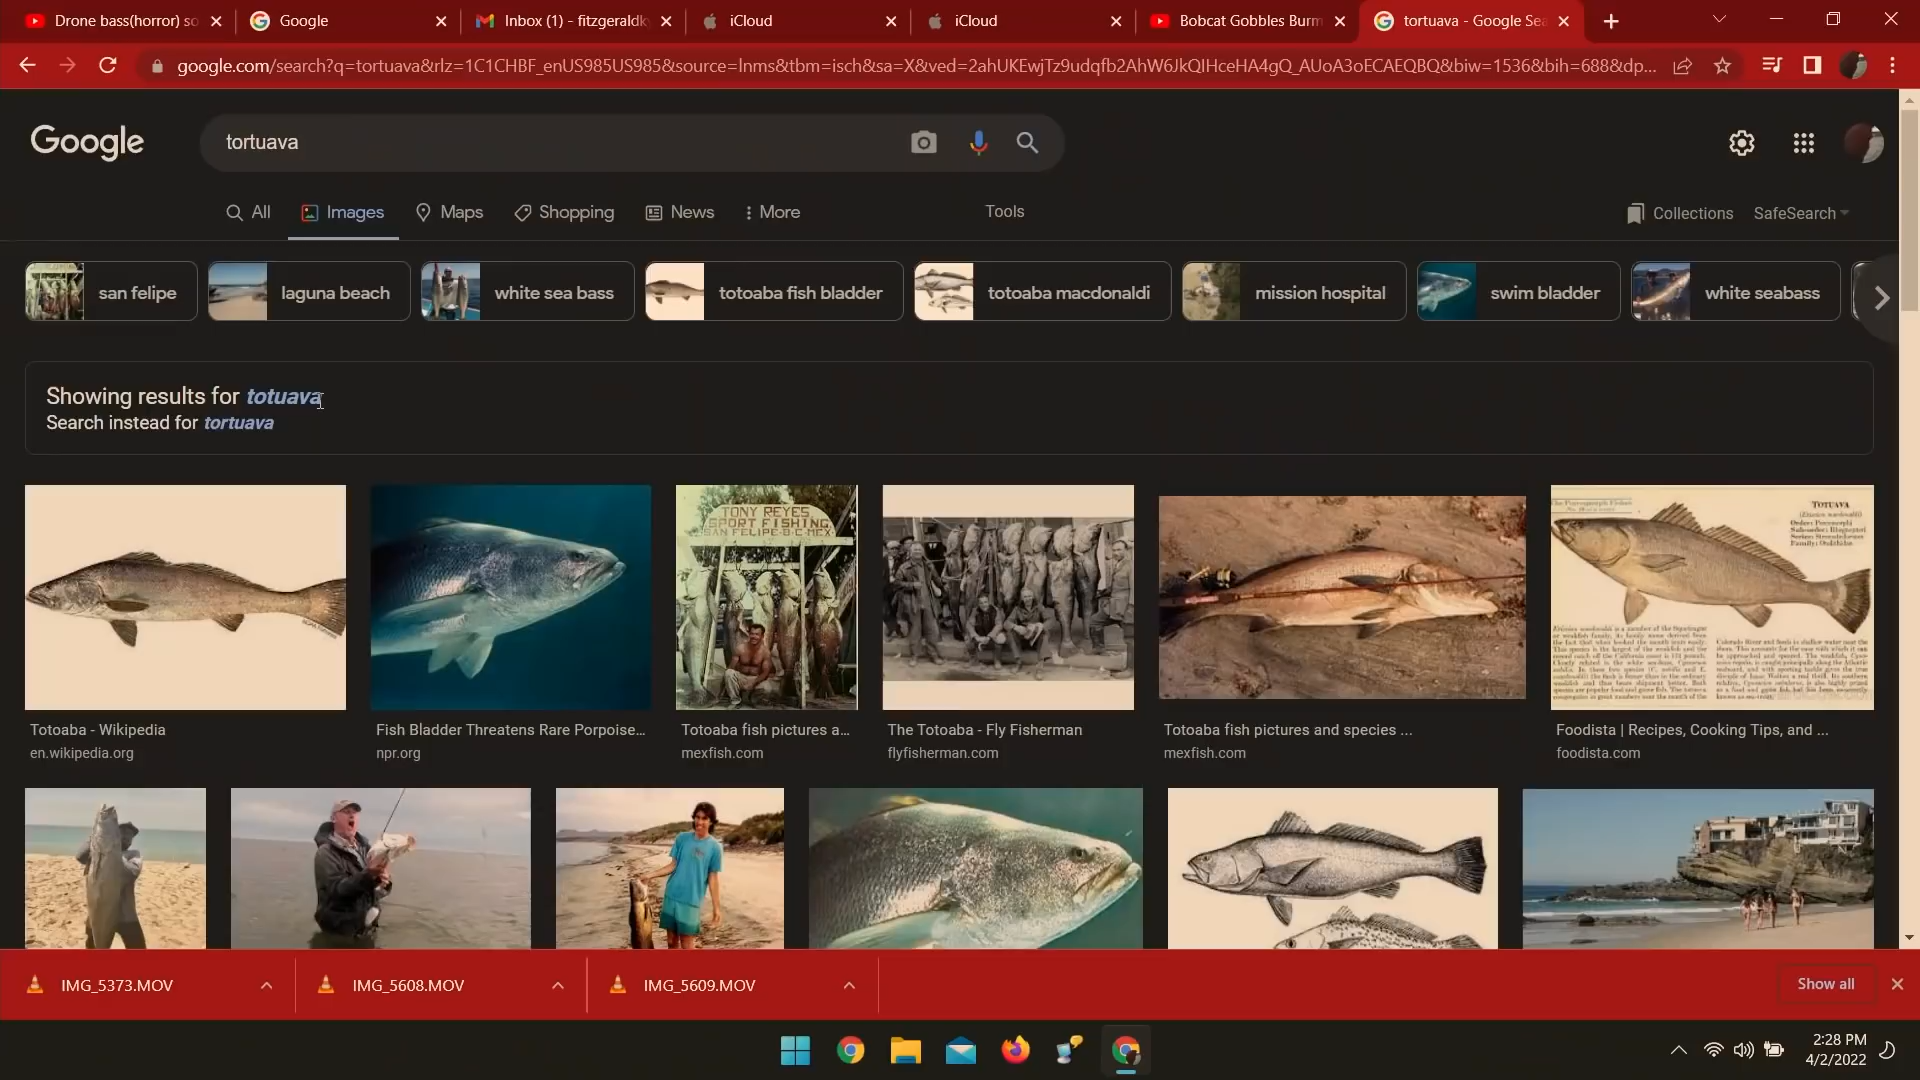 Drone bass(horror) so
Google
Inbox (1) - fitzgeraldk
iCloud
iCloud
Bobcat Gobbles Burm
tortuava - Google Sea
google.com/search?q=tortuava&rlz=1C1CHBF_enUS985US985&source=lnms&tbm=isch&sa=X&ved=2ahUKEwjTz9udqfb2AhW6JkQIHceHA4gQ_AUoA3oECAEQBQ&biw=1536&bih=688&dp...
Google
tortuava
All
Images
Maps
Shopping
News
More
Tools
Collections
SafeSearch
san felipe
laguna beach
white sea bass
totoaba fish bladder
totoaba macdonaldi
mission hospital
swim bladder
white seabass
Showing results for totuava
Search instead for tortuava
TONY REYES
SPORT FISHING
SAN FELIPE-B.C-MEX.
TOTUAVA
Totoaba - Wikipedia
en.wikipedia.org
Fish Bladder Threatens Rare Porpoise...
npr.org
Totoaba fish pictures a...
mexfish.com
The Totoaba - Fly Fisherman
flyfisherman.com
Totoaba fish pictures and species ...
mexfish.com
Foodista | Recipes, Cooking Tips, and ...
foodista.com
IMG_5373.MOV
IMG_5608.MOV
IMG_5609.MOV
Show all
2:28 PM
4/2/2022